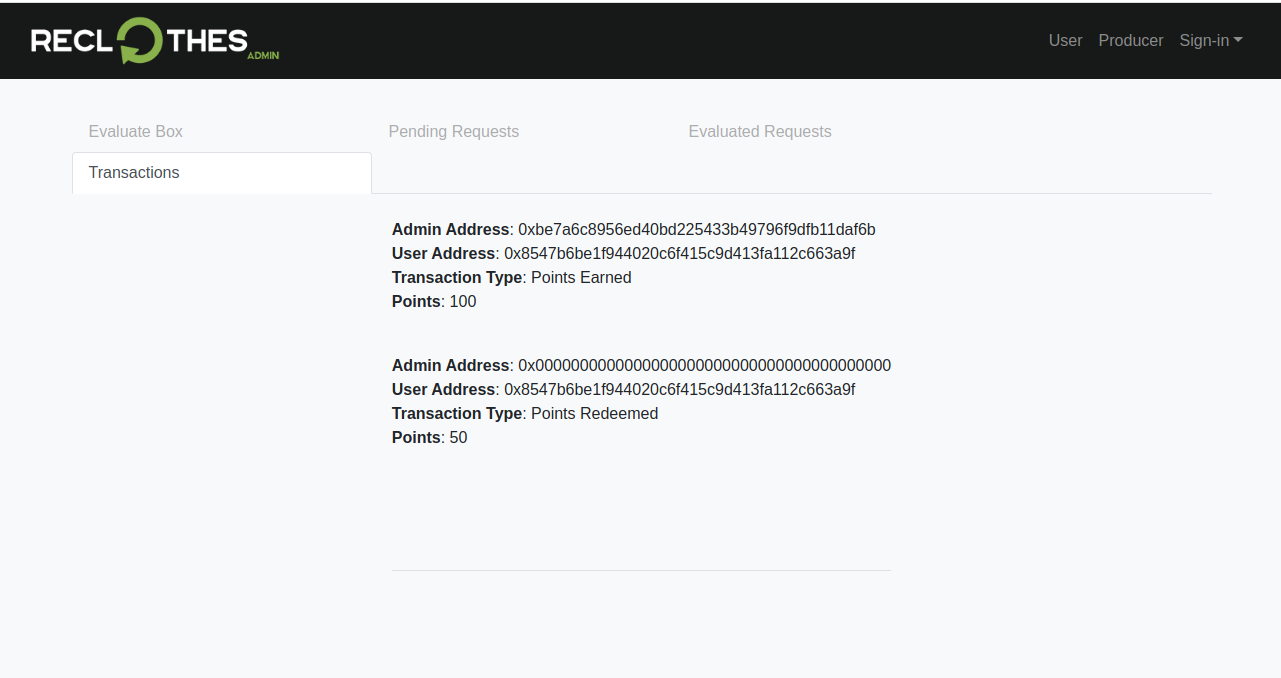 RECLOTHES ADMIN
User Producer Sign-in
Evaluate Box Pending Requests Evaluated Requests
Transactions
Admin Address: 0xbe7a6c8956ed40bd225433b49796f9dfb11daf6b
User Address: 0x8547b6be1f944020c6f415c9d413fa112c663a9f
Transaction Type: Points Earned
Points: 100
Admin Address: 0x0000000000000000000000000000000000000000
User Address: 0x8547b6be1f944020c6f415c9d413fa112c663a9f
Transaction Type: Points Redeemed
Points: 50